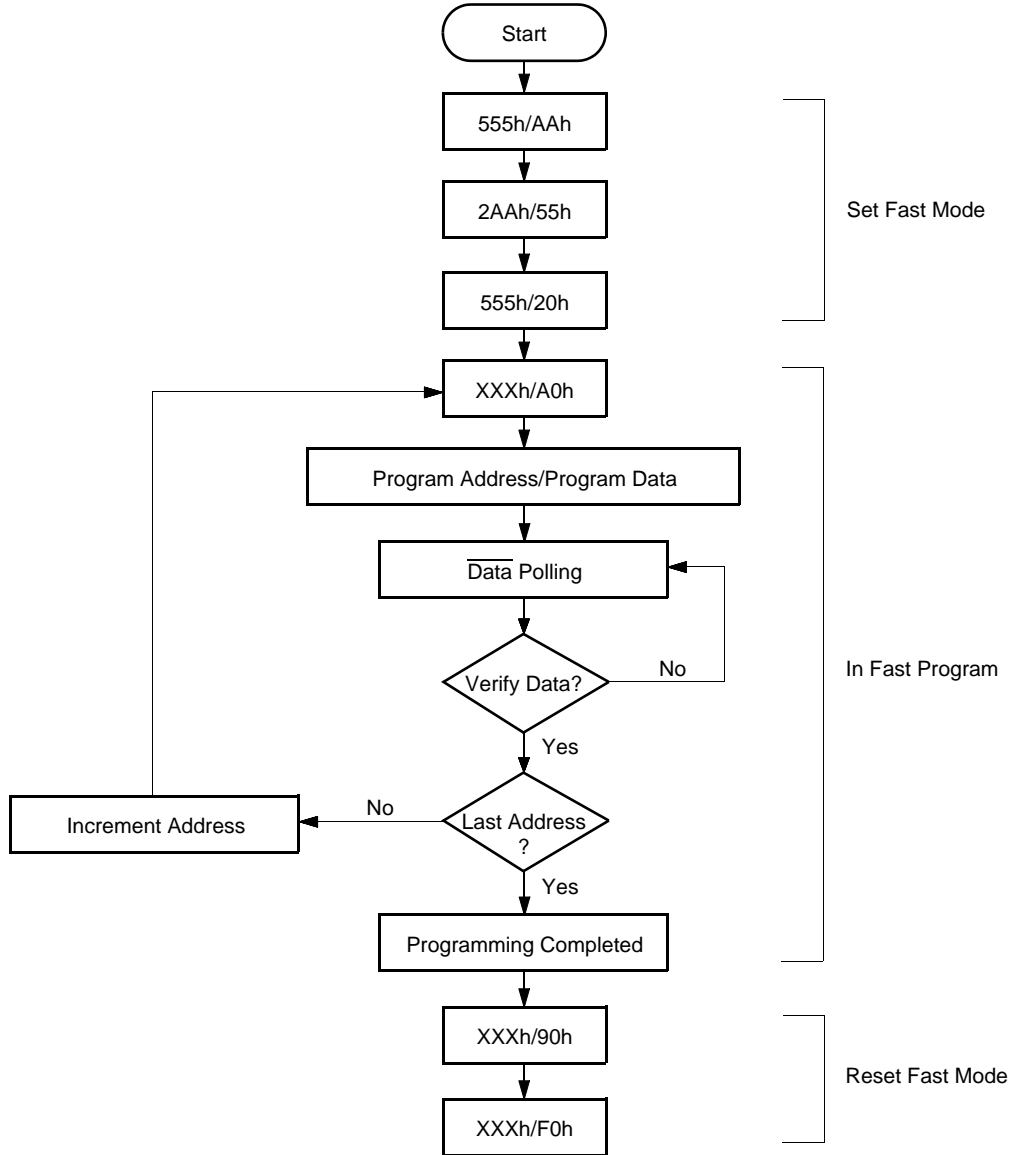 Start
555h/AAh
2AAh/55h
Set Fast Mode
555h/20h
XXXh/A0h
Program Address/Program Data
Data Polling
Verify Data?
No
In Fast Program
Yes
Increment Address
No
Last Address
?
Yes
Programming Completed
XXXh/90h
Reset Fast Mode
XXXh/F0h